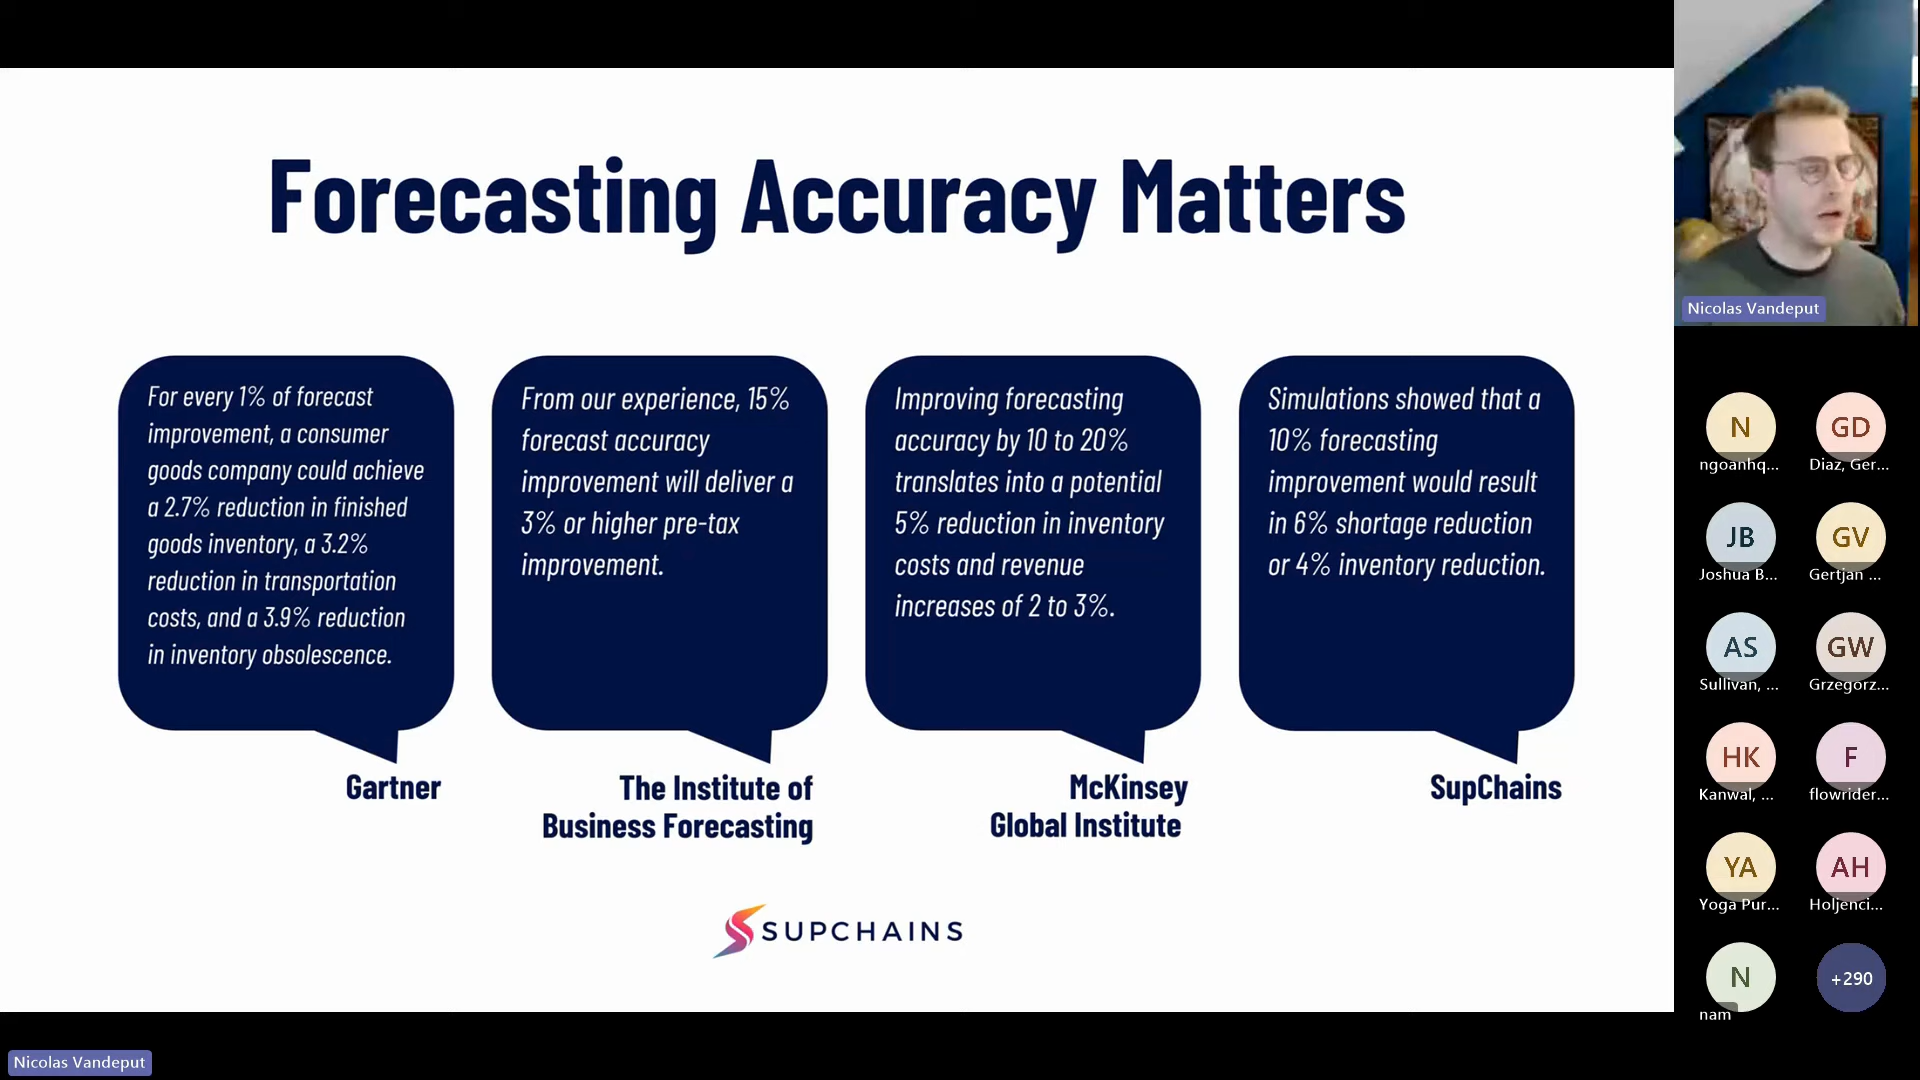 Forecasting Accuracy Matters
For every 1% of forecast
improvement, a consumer
goods company could achieve
a 2.7% reduction in finished
goods inventory, a 3.2%
reduction in transportation
costs, and a 3.9% reduction
in inventory obsolescence.
Gartner
From our experience, 15%
forecast accuracy
improvement will deliver a
3% or higher pre-tax
improvement.
The Institute of
Business Forecasting
Improving forecasting
accuracy by 10 to 20%
translates into a potential
5% reduction in inventory
costs and revenue
increases of 2 to 3%.
McKinsey
Global Institute
Simulations showed that a
10% forecasting
improvement would result
in 6% shortage reduction
or 4% inventory reduction.
SupChains
SUPCHAINS
Nicolas Vandeput
N
ngoanhq...
GD
Diaz, Ger...
JB
Joshua B...
GV
Gertjan ...
AS
Sullivan, ...
GW
Grzegorz...
HK
Kanwal, ...
F
flowrider...
YA
Yoga Pur...
AH
Holjenci...
N
nam
+290
Nicolas Vandeput